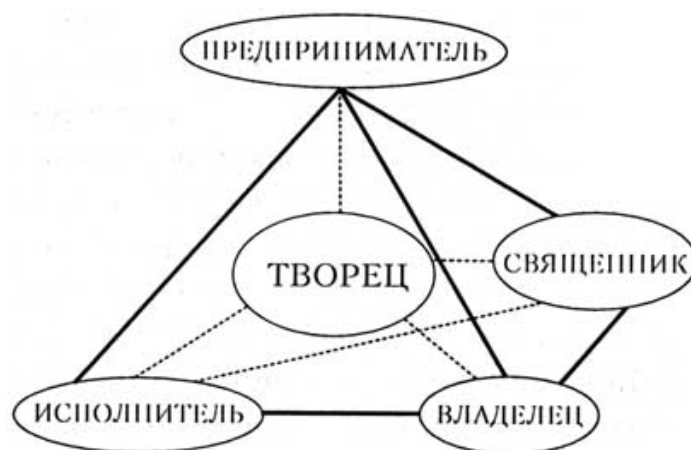 ПРЕДПРИНИМАТЕЛЬ
ТВОРЕЦ
СВЯЩЕННИК
ИСПОЛНИТЕЛЬ
ВЛАДЕЛЕЦ